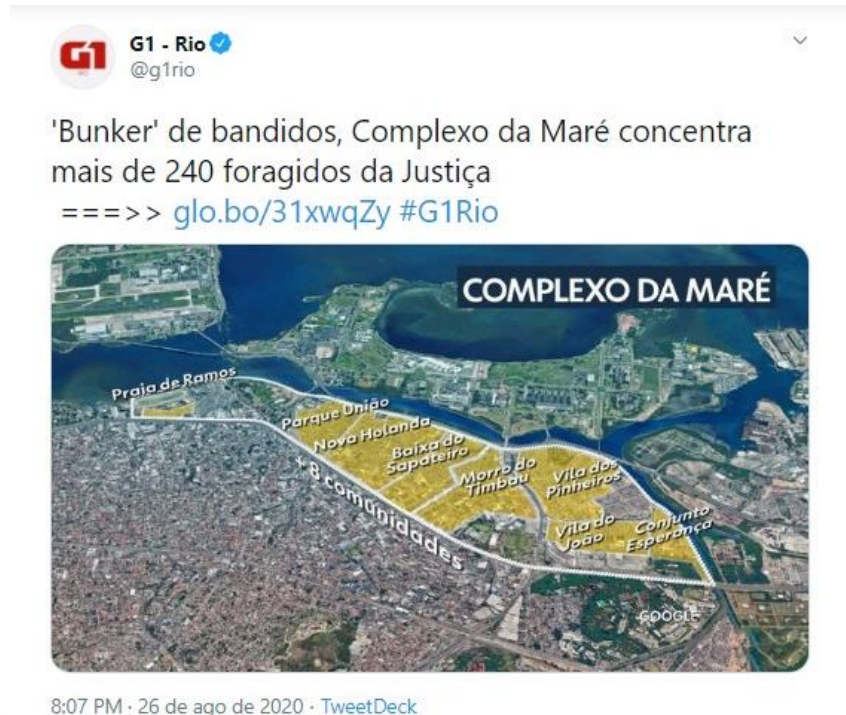 G1
G1 - Rio
@g1rio
'Bunker' de bandidos, Complexo da Maré concentra
mais de 240 foragidos da Justiça
===>> glo.bo/31xwqZy #G1Rio
COMPLEXO DA MARÉ
Praia de Ramos
Parque União
Nova Holanda
Baixa do
Sapateiro
Morro do
Timbau
Vila dos
Pinheiros
Vila do
João
Conjunto
Esperança
+ 8 comunidades
GOOGLE
8:07 PM · 26 de ago de 2020 · TweetDeck